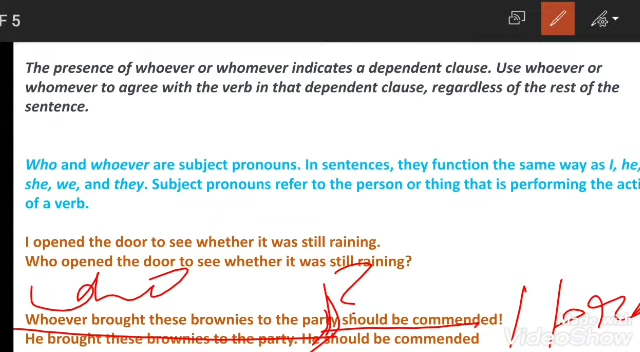 F 5
The presence of whoever or whomever indicates a dependent clause. Use whoever or
whomever to agree with the verb in that dependent clause, regardless of the rest of the
sentence.
Who and whoever are subject pronouns. In sentences, they function the same way as I, he,
she, we, and they. Subject pronouns refer to the person or thing that is performing the acti
of a verb.
I opened the door to see whether it was still raining.
Who opened the door to see whether it was still raining?
Whoever brought these brownies to the party should be commended!
He brought these brownies to the party. He should be commended
Made With
VideoShow